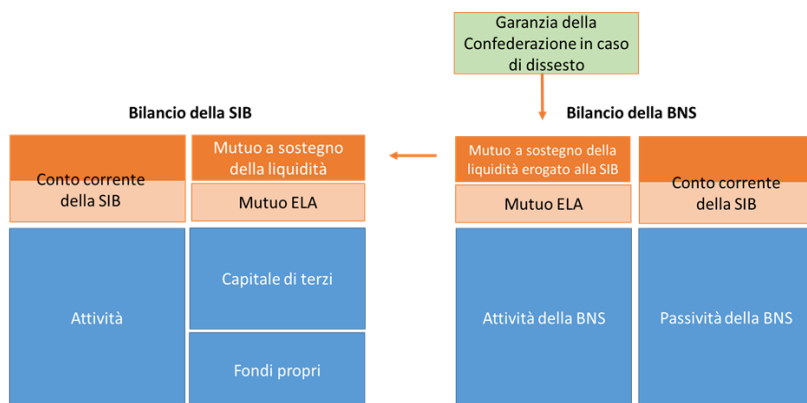 Garanzia della
Confederazione in caso
di dissesto
Bilancio della SIB
Bilancio della BNS
Conto corrente
della SIB
Mutuo a sostegno
della liquidità
Mutuo ELA
Attività
Capitale di terzi
Fondi propri
Mutuo a sostegno della
liquidità erogato alla SIB
Mutuo ELA
Conto corrente
della SIB
Attività della BNS
Passività della BNS